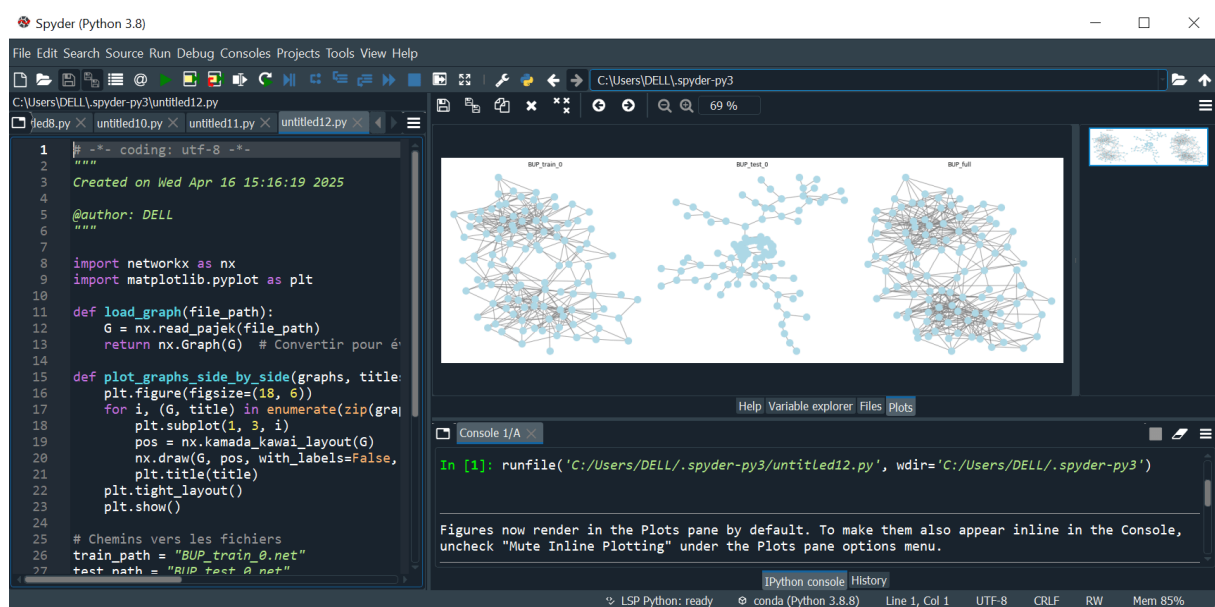 Spyder (Python 3.8)
File Edit Search Source Run Debug Consoles Projects Tools View Help
C:\Users\DELL\.spyder-py3
C:\Users\DELL\.spyder-py3\untitled12.py
69 %
led8.py untitled10.py untitled11.py untitled12.py
1 # -*- coding: utf-8 -*-
2 """
3 Created on Wed Apr 16 15:16:19 2025
4
5 @author: DELL
6 """
7
8 import networkx as nx
9 import matplotlib.pyplot as plt
10
11 def load_graph(file_path):
12 G = nx.read_pajek(file_path)
13 return nx.Graph(G) # Convertir pour é
14
15 def plot_graphs_side_by_side(graphs, title
16 plt.figure(figsize=(18, 6))
17 for i, (G, title) in enumerate(zip(gra
18 plt.subplot(1, 3, i)
19 pos = nx.kamada_kawai_layout(G)
20 nx.draw(G, pos, with_labels=False,
21 plt.title(title)
22 plt.tight_layout()
23 plt.show()
24
25 # Chemins vers les fichiers
26 train_path = "BUP_train_0.net"
27 test_path = "BUP_test_0.net"
BUP_train_0 BUP_test_0 BUP_full
Help Variable explorer Files Plots
Console 1/A
In [1]: runfile('C:/Users/DELL/.spyder-py3/untitled12.py', wdir='C:/Users/DELL/.spyder-py3')
Figures now render in the Plots pane by default. To make them also appear inline in the Console,
uncheck "Mute Inline Plotting" under the Plots pane options menu.
IPython console History
LSP Python: ready conda (Python 3.8.8) Line 1, Col 1 UTF-8 CRLF RW Mem 85%